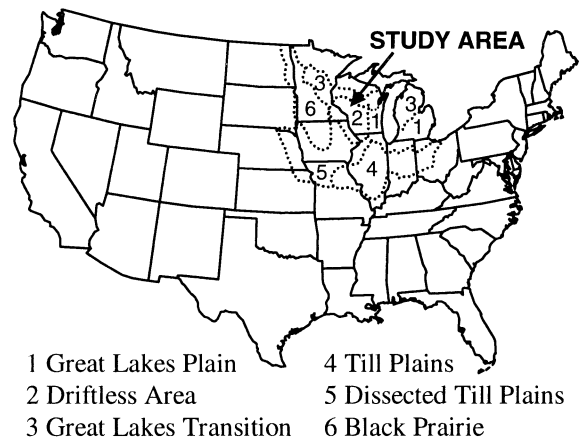 STUDY AREA
3
3
6
2
1
1
4
5
1 Great Lakes Plain
2 Driftless Area
3 Great Lakes Transition
4 Till Plains
5 Dissected Till Plains
6 Black Prairie